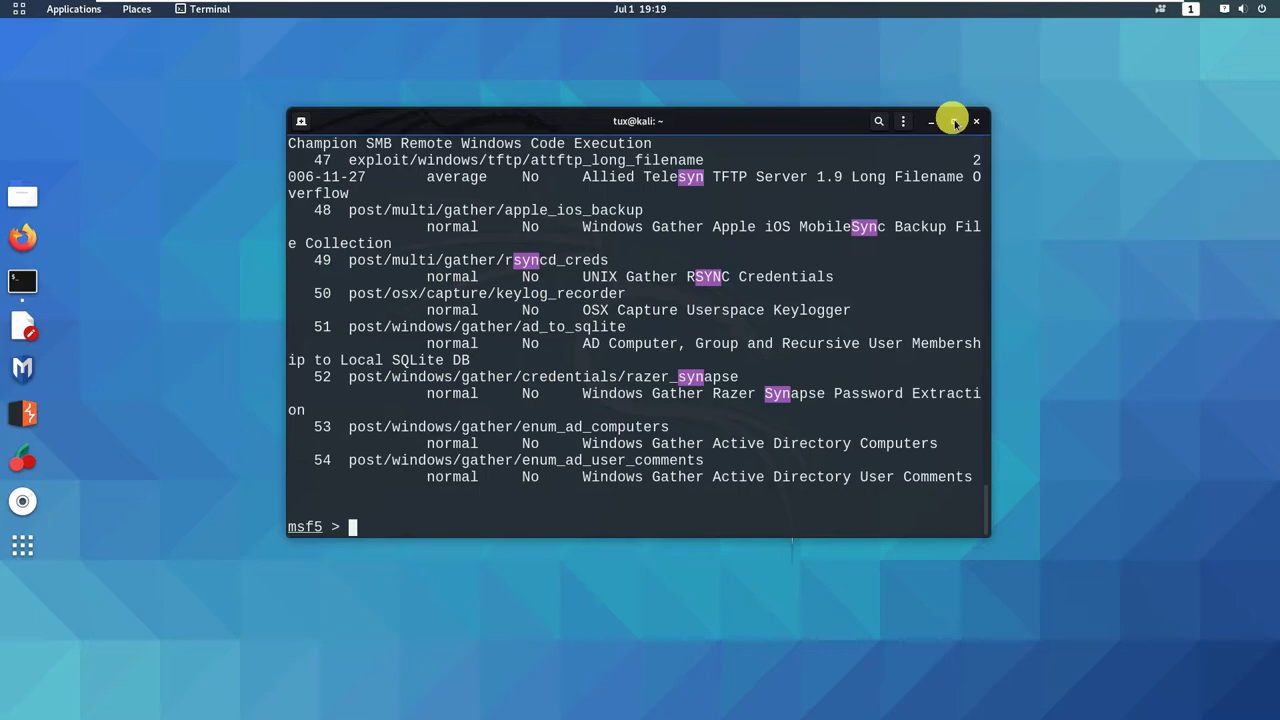 Applications Places Terminal Jul 1 19:19 1
tux@kali: ~
Champion SMB Remote Windows Code Execution
47 exploit/windows/tftp/attftp_long_filename 2
006-11-27 average No Allied Telesyn TFTP Server 1.9 Long Filename O
verflow
48 post/multi/gather/apple_ios_backup
normal No Windows Gather Apple iOS MobileSync Backup Fil
e Collection
49 post/multi/gather/rsyncd_creds
normal No UNIX Gather RSYNC Credentials
50 post/osx/capture/keylog_recorder
normal No OSX Capture Userspace Keylogger
51 post/windows/gather/ad_to_sqlite
normal No AD Computer, Group and Recursive User Membersh
ip to Local SQLite DB
52 post/windows/gather/credentials/razer_synapse
normal No Windows Gather Razer Synapse Password Extracti
on
53 post/windows/gather/enum_ad_computers
normal No Windows Gather Active Directory Computers
54 post/windows/gather/enum_ad_user_comments
normal No Windows Gather Active Directory User Comments
msf5 >